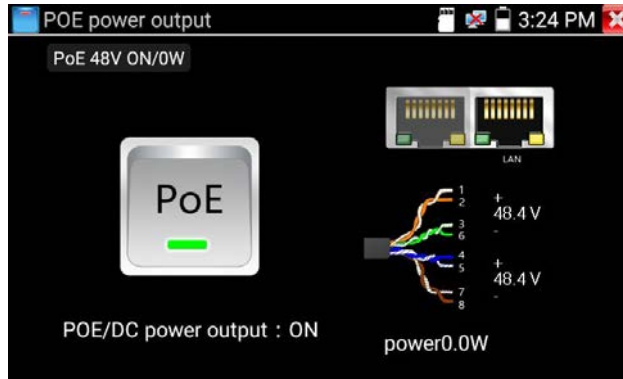 POE power output
3:24 PM
PoE 48V ON/0W
PoE
LAN
1
2
+
48.4 V
3
6
-
4
5
+
48.4 V
7
8
-
POE/DC power output : ON
power0.0W